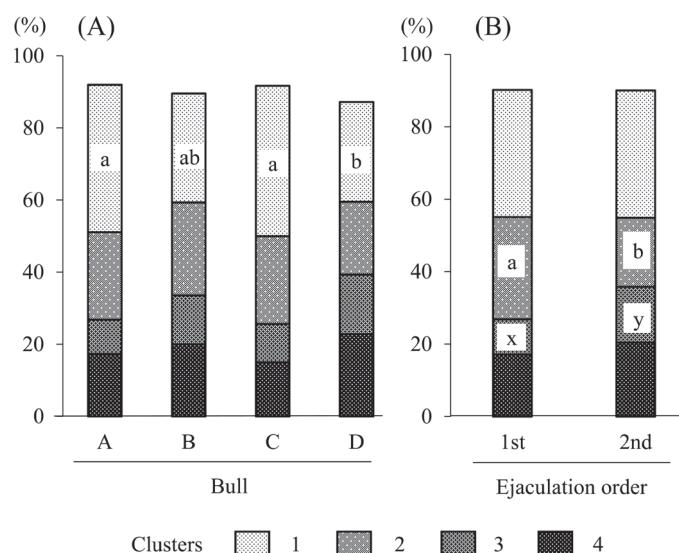 (%) (A)
100
80
60
40
20
0
a ab a b
A B C D
Bull
(%) (B)
100
80
60
40
20
0
a b
x y
1st 2nd
Ejaculation order
Clusters 1 2 3 4